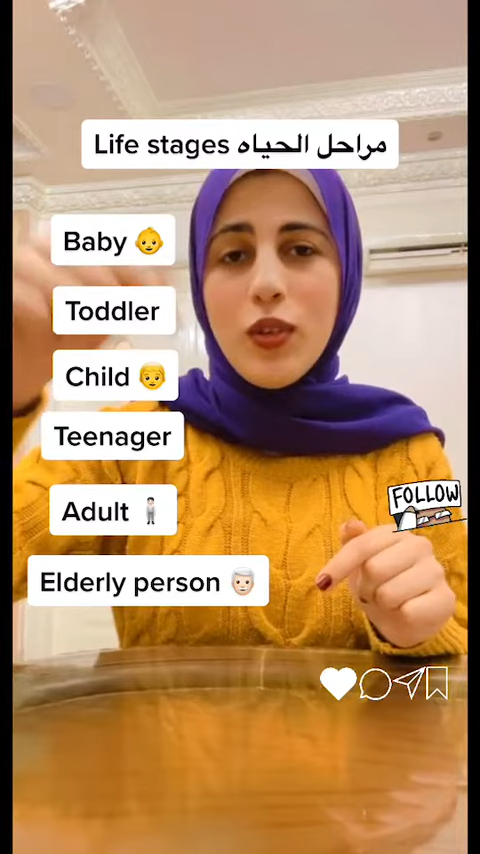 Life stages مراحل الحياه
Baby 👶
Toddler
Child 👦
Teenager
Adult 🧍
Elderly person 👴
FOLLOW